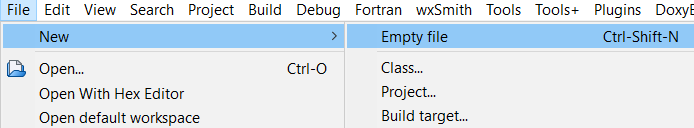 File Edit View Search Project Build Debug Fortran wxSmith Tools Tools+ Plugins
New > Empty file Ctrl-Shift-N
Open... Ctrl-O Class...
Open With Hex Editor Project...
Open default workspace Build target...